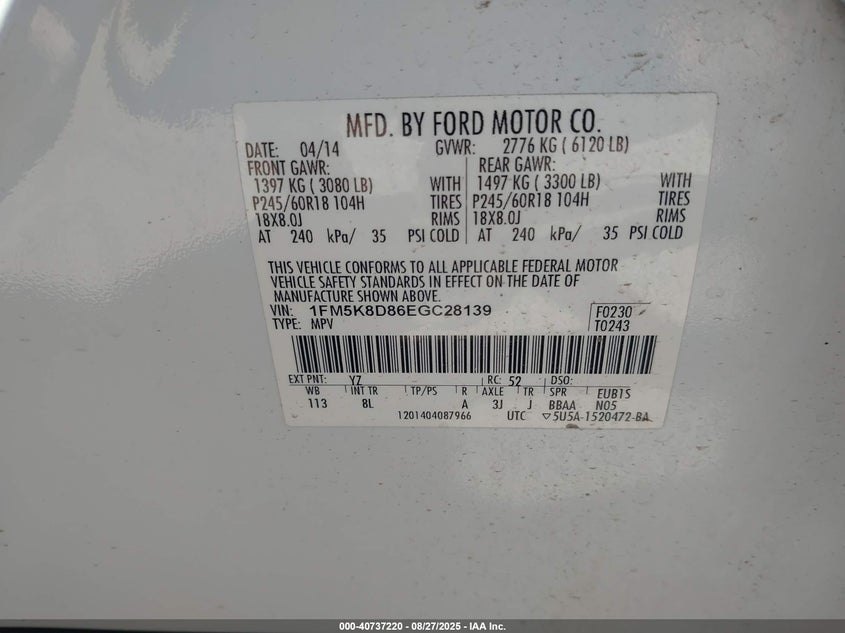 MFD. BY FORD MOTOR CO.
DATE: 04/14 GVWR: 2776 KG ( 6120 LB)
FRONT GAWR: REAR GAWR:
1397 KG ( 3080 LB) WITH 1497 KG ( 3300 LB) WITH
P245/60R18 104H TIRES P245/60R18 104H TIRES
18X8.0J RIMS 18X8.0J RIMS
AT 240 kPa/ 35 PSI COLD AT 240 kPa/ 35 PSI COLD
THIS VEHICLE CONFORMS TO ALL APPLICABLE FEDERAL MOTOR
VEHICLE SAFETY STANDARDS IN EFFECT ON THE DATE OF
MANUFACTURE SHOWN ABOVE.
VIN: 1FM5K8D86EGC28139 F0230
TYPE: MPV T0243
EXT PNT: YZ RC: 52 DSO:
WB INT TR TP/PS R AXLE TR SPR EUB1S
113 8L A 3J J BBAA N05
1201404087966 UTC ▽5U5A-1520472-BA
000-40737220 - 08/27/2025 - IAA Inc.